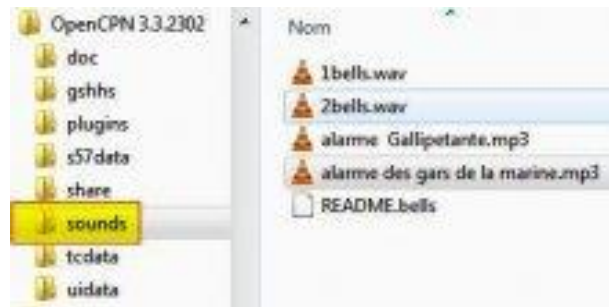 OpenCPN 3.3.2302
doc
gshhs
plugins
s57data
share
sounds
tcdata
uidata
Nom
1bells.wav
2bells.wav
alarme Gallipetante.mp3
alarme des gars de la marine.mp3
README.bells